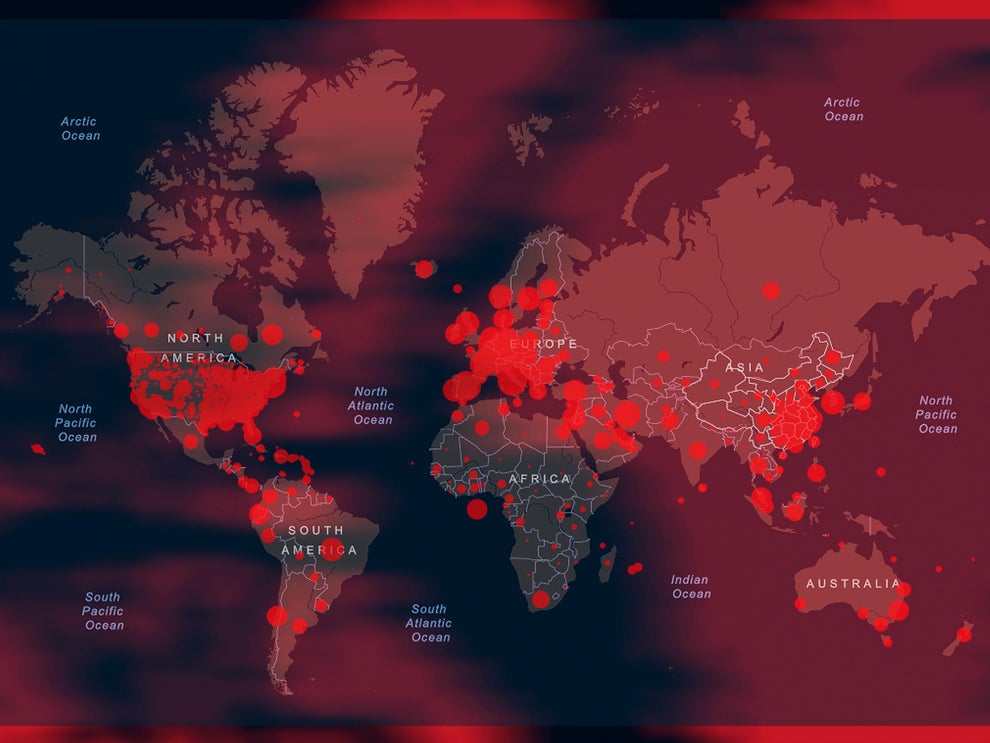 Arctic
Ocean
Arctic
Ocean
NORTH
AMERICA
EUROPE
ASIA
North
Atlantic
Ocean
North
Pacific
Ocean
North
Pacific
Ocean
AFRICA
SOUTH
AMERICA
Indian
Ocean
AUSTRALIA
South
Pacific
Ocean
South
Atlantic
Ocean